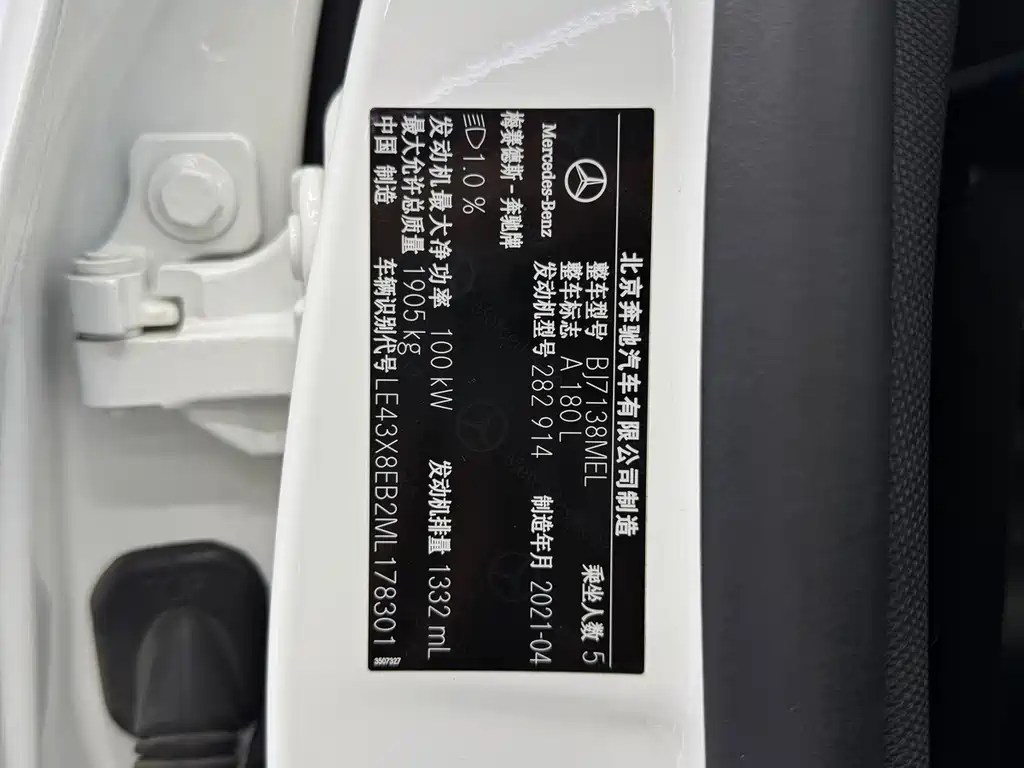 北京奔驰汽车有限公司制造
Mercedes-Benz
梅赛德斯-奔驰牌
整车型号 BJ7138MEL 乘坐人数 5
整车标志 A 180 L
发动机型号 282 914 制造年月 2021-04
1.0 %
发动机最大净功率 100 kW 发动机排量 1332 mL
最大允许总质量 1905 kg
中国 制造 车辆识别代号 LE43X8EB2ML178301
3507327